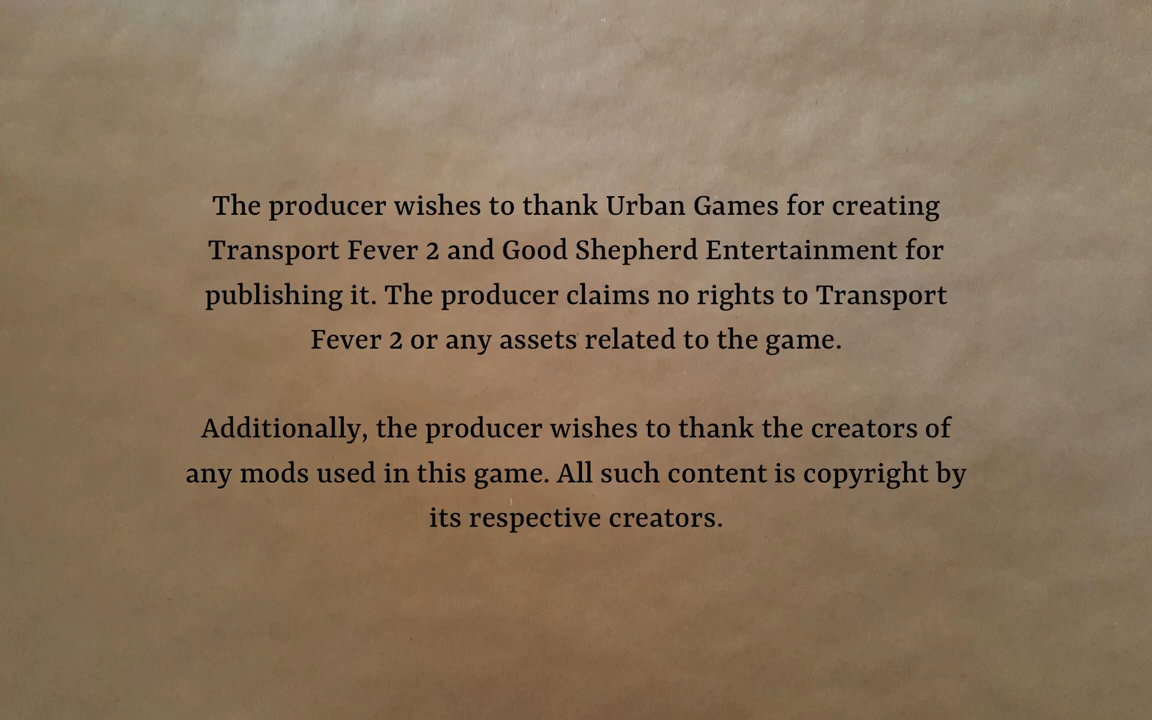 The producer wishes to thank Urban Games for creating
Transport Fever 2 and Good Shepherd Entertainment for
publishing it. The producer claims no rights to Transport
Fever 2 or any assets related to the game.
Additionally, the producer wishes to thank the creators of
any mods used in this game. All such content is copyright by
its respective creators.